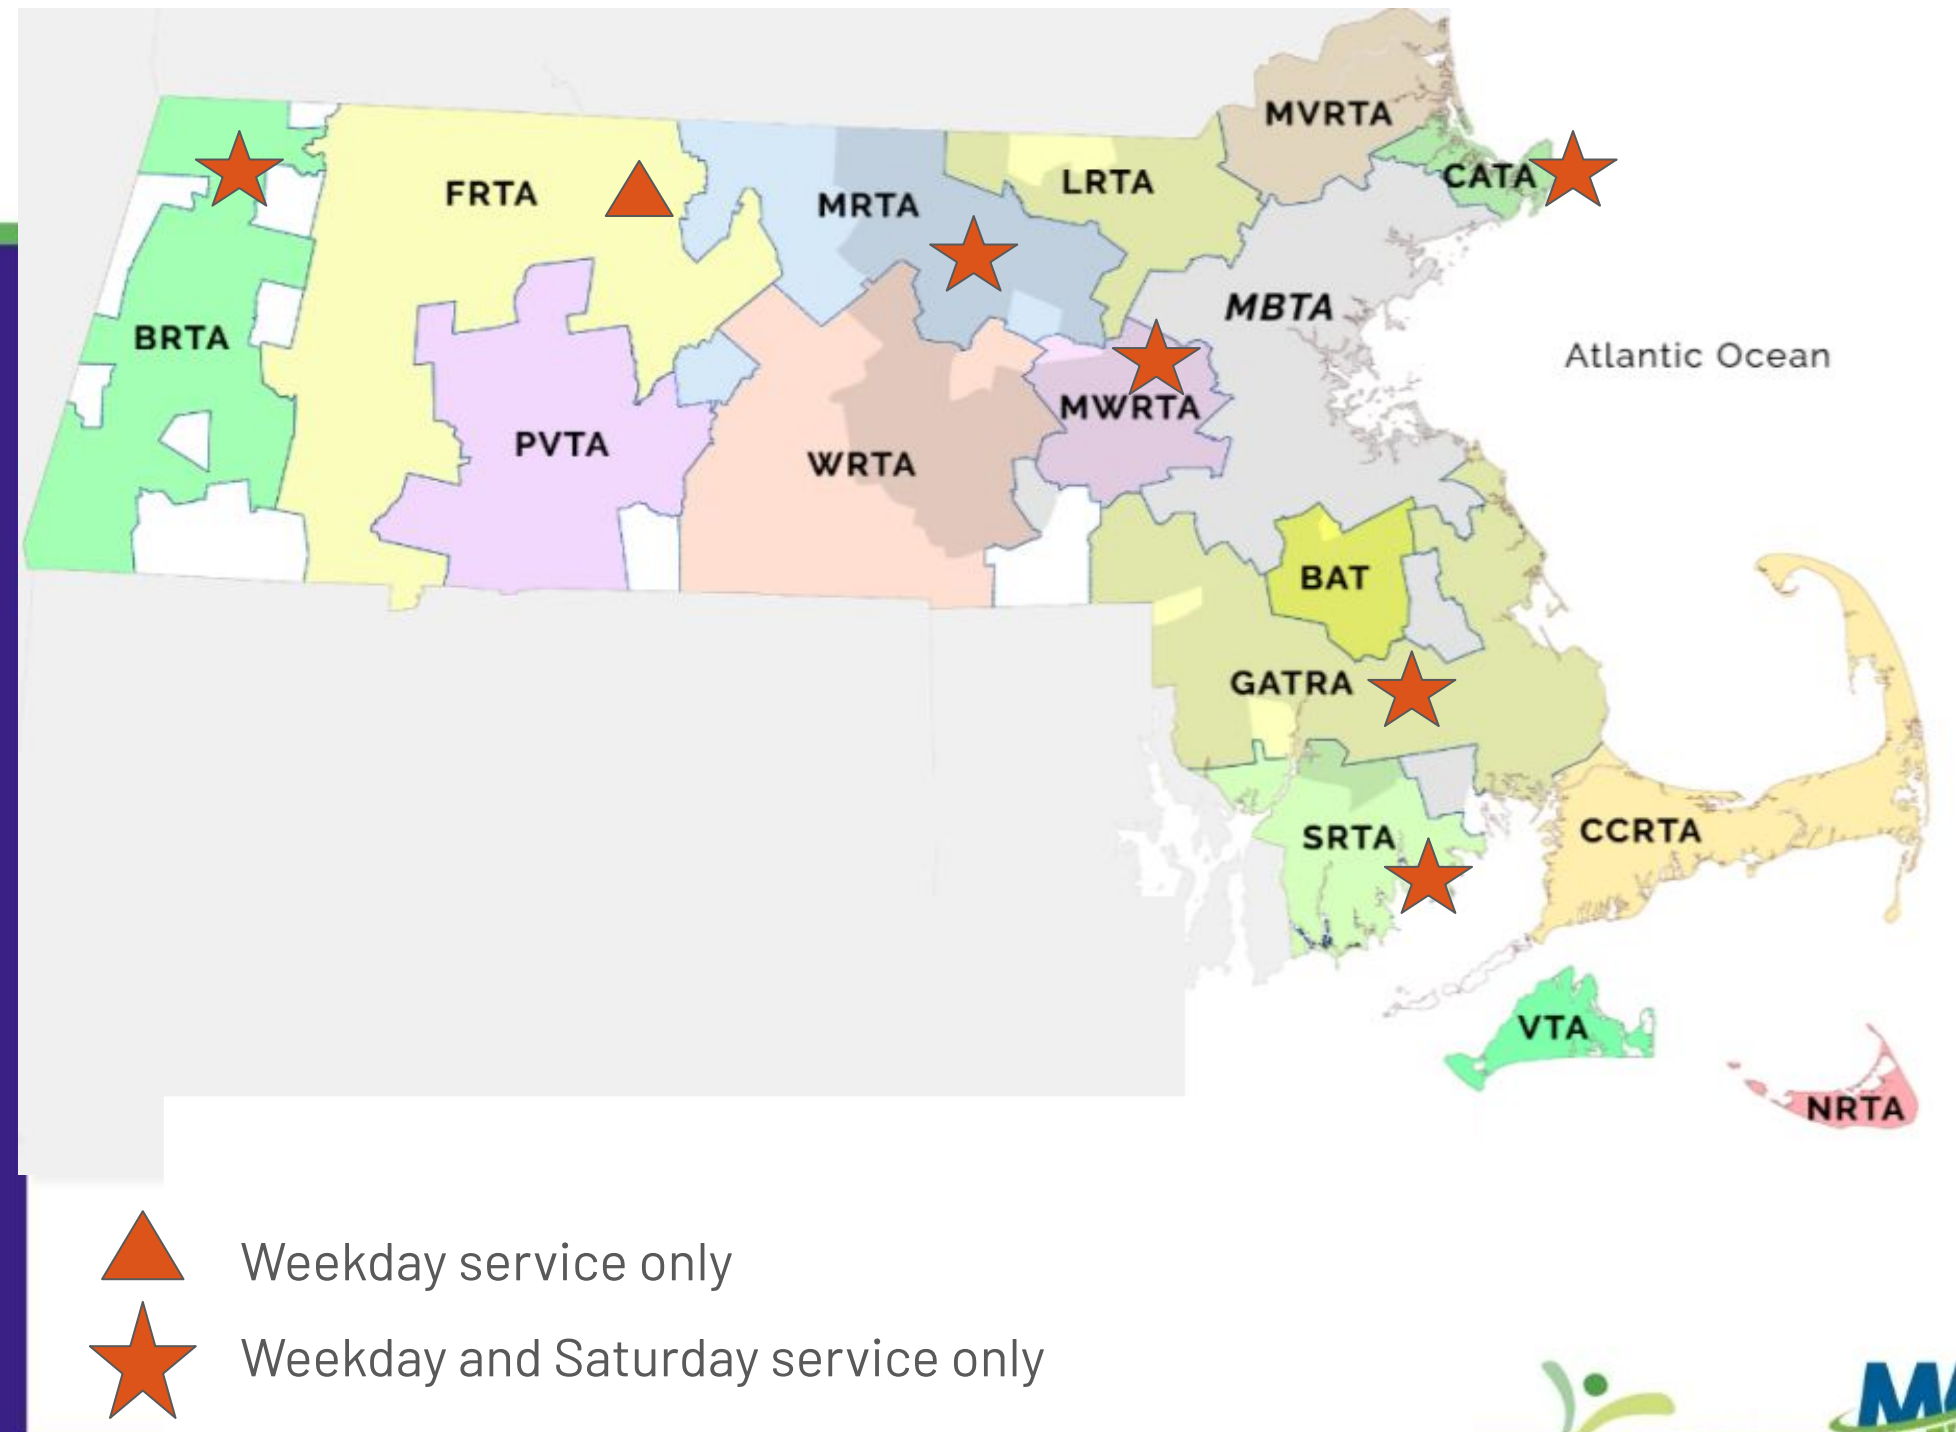 MVRTA
CATA
LRTA
FRTA
MRTA
MBTA
BRTA
Atlantic Ocean
MWRTA
PVTA
WRTA
BAT
GATRA
SRTA
CCRTA
VTA
NRTA
Weekday service only
Weekday and Saturday service only